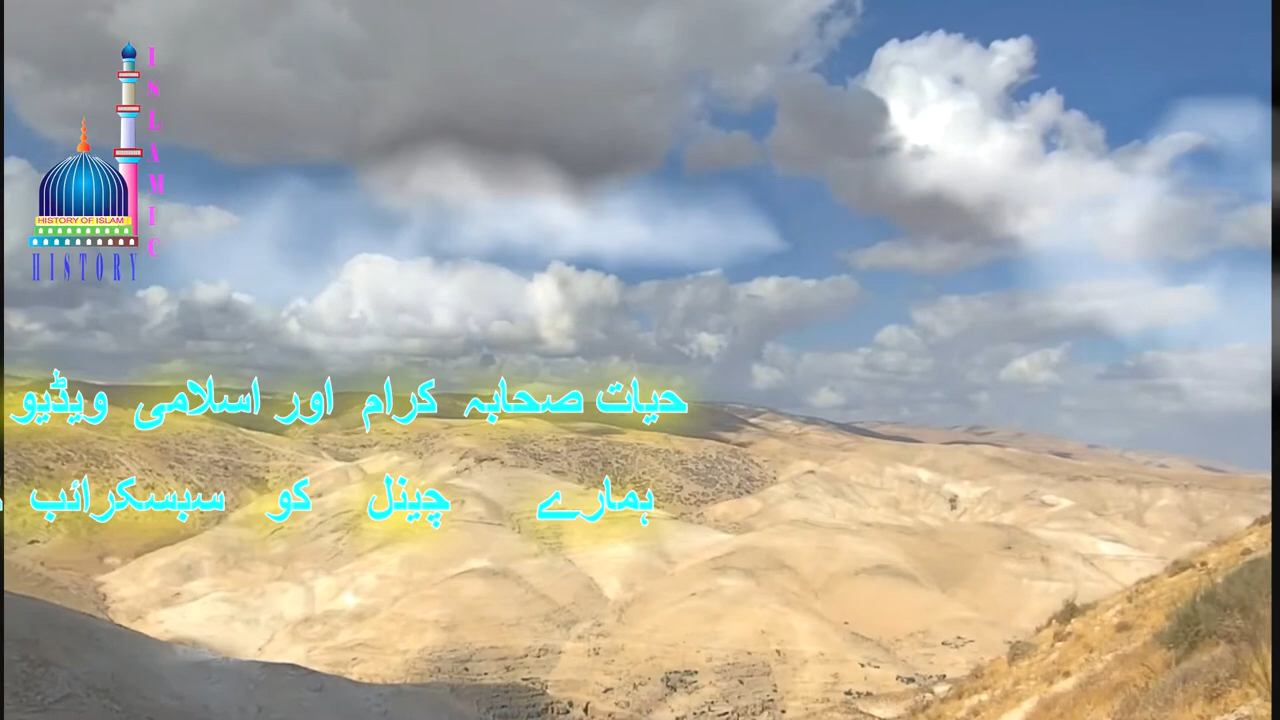 ISLAMIC
HISTORY OF ISLAM
HISTORY
حیات صحابہ کرام اور اسلامی ویڈیو
ہمارے چینل کو سبسکرائب